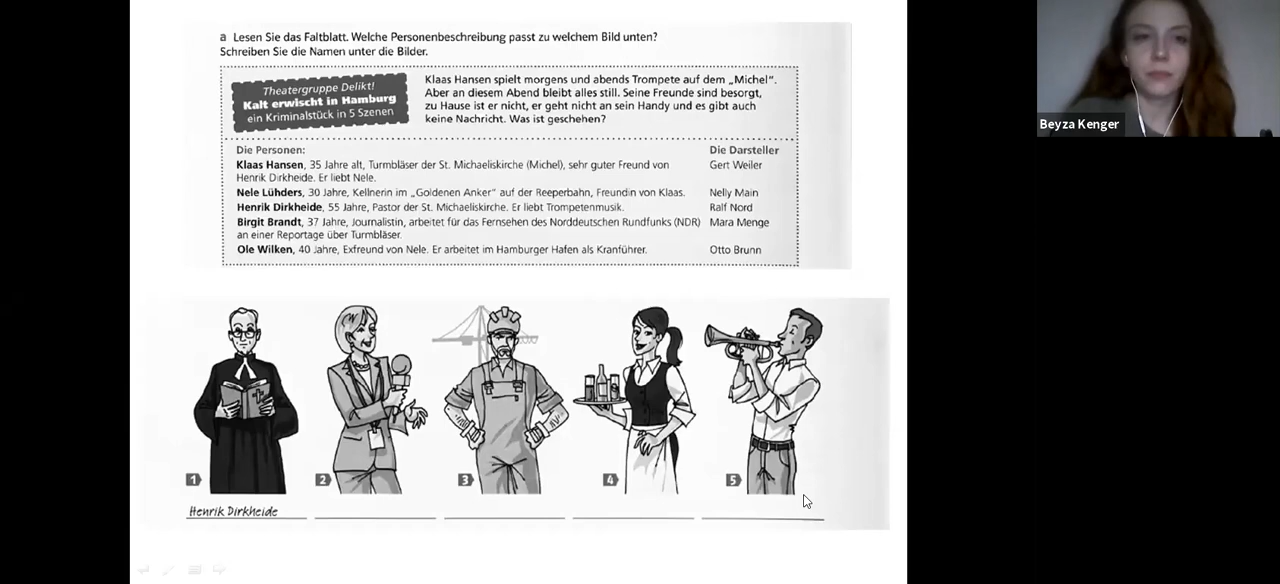 a Lesen Sie das Faltblatt. Welche Personenbeschreibung passt zu welchem Bild unten?
Schreiben Sie die Namen unter die Bilder.
Theatergruppe Delikt!
Kalt erwischt in Hamburg
ein Kriminalstück in 5 Szenen
Klaas Hansen spielt morgens und abends Trompete auf dem „Michel“.
Aber an diesem Abend bleibt alles still. Seine Freunde sind besorgt,
zu Hause ist er nicht, er geht nicht an sein Handy und es gibt auch
keine Nachricht. Was ist geschehen?
Die Personen: Die Darsteller
Klaas Hansen, 35 Jahre alt, Turmbläser der St. Michaeliskirche (Michel), sehr guter Freund von Gert Weiler
Henrik Dirkheide. Er liebt Nele.
Nele Lühders, 30 Jahre, Kellnerin im „Goldenen Anker“ auf der Reeperbahn, Freundin von Klaas. Nelly Main
Henrik Dirkheide, 55 Jahre, Pastor der St. Michaeliskirche. Er liebt Trompetenmusik. Ralf Nord
Birgit Brandt, 37 Jahre, Journalistin, arbeitet für das Fernsehen des Norddeutschen Rundfunks (NDR) Mara Menge
an einer Reportage über Turmbläser.
Ole Wilken, 40 Jahre, Exfreund von Nele. Er arbeitet im Hamburger Hafen als Kranführer. Otto Brunn
1 2 3 4 5
Henrik Dirkheide
Beyza Kenger